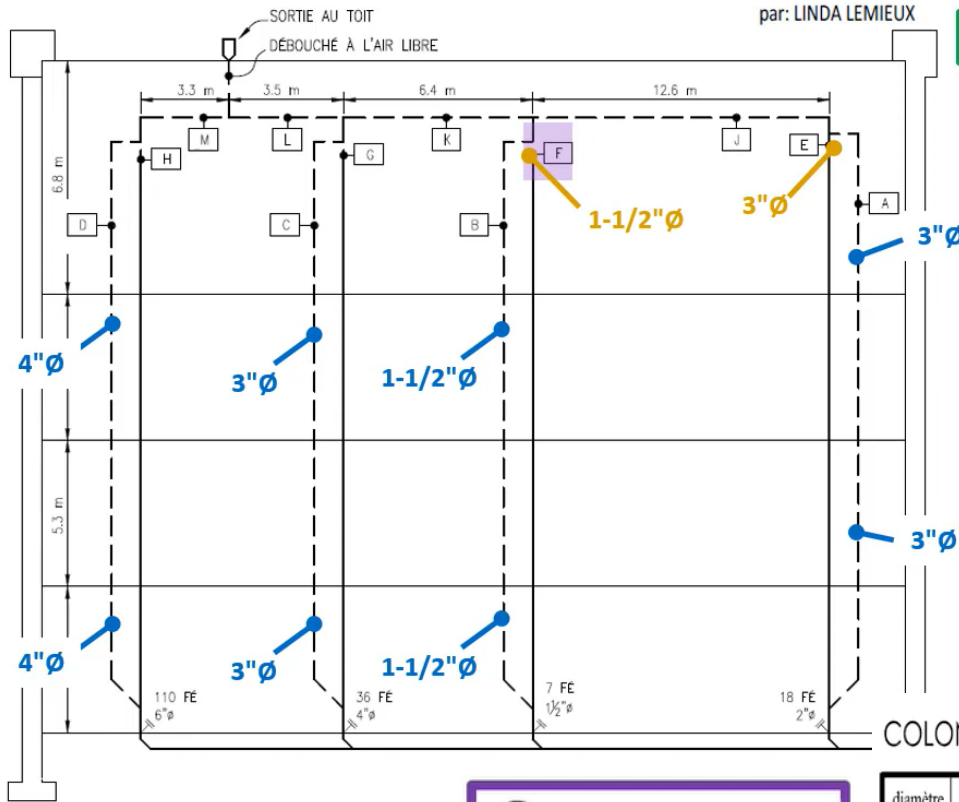 par: LINDA LEMIEUX
SORTIE AU TOIT
DÉBOUCHÉ À L'AIR LIBRE
3.3 m
3.5 m
6.4 m
12.6 m
M
L
K
J
H
G
F
E
6.8 m
D
C
B
A
1-1/2"Ø
3"Ø
3"Ø
4"Ø
3"Ø
1-1/2"Ø
5.3 m
3"Ø
4"Ø
3"Ø
1-1/2"Ø
110 FÉ
6"ø
36 FÉ
4"ø
7 FÉ
1½"ø
18 FÉ
2"ø
COLON
diamètre